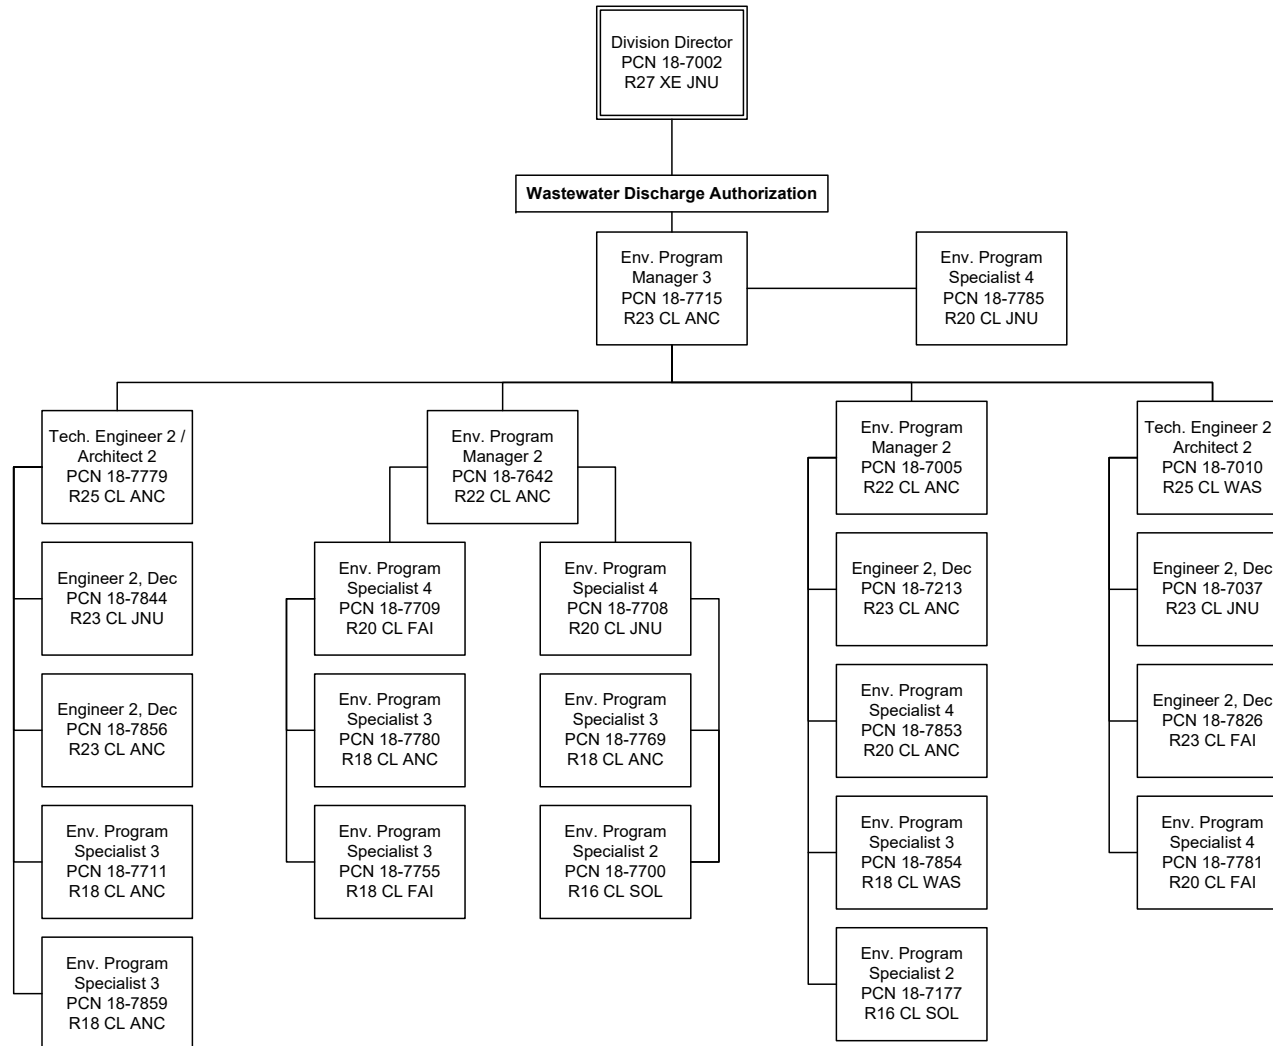 Division Director
PCN 18-7002
R27 XE JNU
Wastewater Discharge Authorization
Env. Program
Manager 3
PCN 18-7715
R23 CL ANC
Env. Program
Specialist 4
PCN 18-7785
R20 CL JNU
Tech. Engineer 2 /
Architect 2
PCN 18-7779
R25 CL ANC
Engineer 2, Dec
PCN 18-7844
R23 CL JNU
Engineer 2, Dec
PCN 18-7856
R23 CL ANC
Env. Program
Specialist 3
PCN 18-7711
R18 CL ANC
Env. Program
Specialist 3
PCN 18-7859
R18 CL ANC
Env. Program
Manager 2
PCN 18-7642
R22 CL ANC
Env. Program
Specialist 4
PCN 18-7709
R20 CL FAI
Env. Program
Specialist 3
PCN 18-7780
R18 CL ANC
Env. Program
Specialist 3
PCN 18-7755
R18 CL FAI
Env. Program
Specialist 4
PCN 18-7708
R20 CL JNU
Env. Program
Specialist 3
PCN 18-7769
R18 CL ANC
Env. Program
Specialist 2
PCN 18-7700
R16 CL SOL
Env. Program
Manager 2
PCN 18-7005
R22 CL ANC
Engineer 2, Dec
PCN 18-7213
R23 CL ANC
Env. Program
Specialist 4
PCN 18-7853
R20 CL ANC
Env. Program
Specialist 3
PCN 18-7854
R18 CL WAS
Env. Program
Specialist 2
PCN 18-7177
R16 CL SOL
Tech. Engineer 2
Architect 2
PCN 18-7010
R25 CL WAS
Engineer 2, Dec
PCN 18-7037
R23 CL JNU
Engineer 2, Dec
PCN 18-7826
R23 CL FAI
Env. Program
Specialist 4
PCN 18-7781
R20 CL FAI